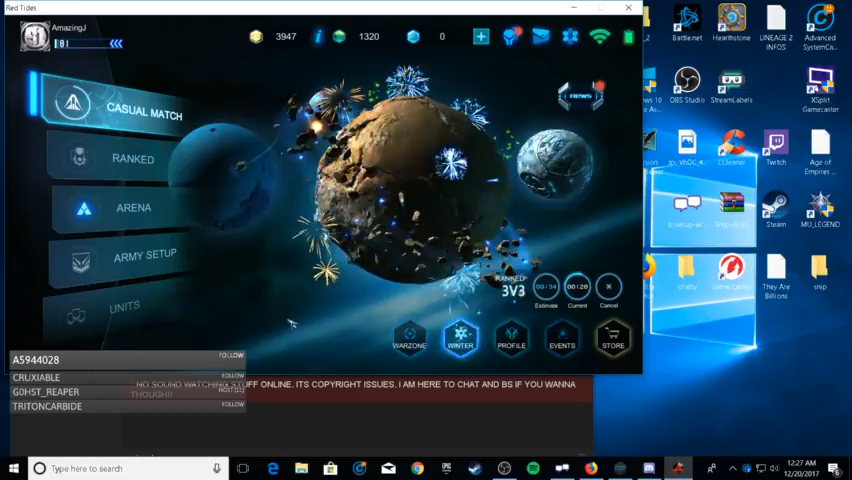 Red Tides
AmazingJ
81
3947
1320
0
CASUAL MATCH
RANKED
ARENA
ARMY SETUP
UNITS
NEWS
RANKED
3V3
00:34
00:20
Estimate
Current
Cancel
WARZONE
WINTER
PROFILE
EVENTS
STORE
A5944028
FOLLOW
CRUXIABLE
FOLLOW
G0HST_REAPER
TRITONCARBIDE
FOLLOW
NO SOUND WATCHING STUFF ONLINE. ITS COPYRIGHT ISSUES. I AM HERE TO CHAT AND BS IF YOU WANNA
THOUGH!!
Battle.net
Hearthstone
LINEAGE 2
INFOS
Advanced
SystemCa...
OBS Studio
StreamLabels
XSplit
Gamecaster
CCleaner
Twitch
Age of
Empires ...
Steam
MU_LEGEND
chatty
They Are
Billions
snip
Type here to search
12:27 AM
12/20/2017